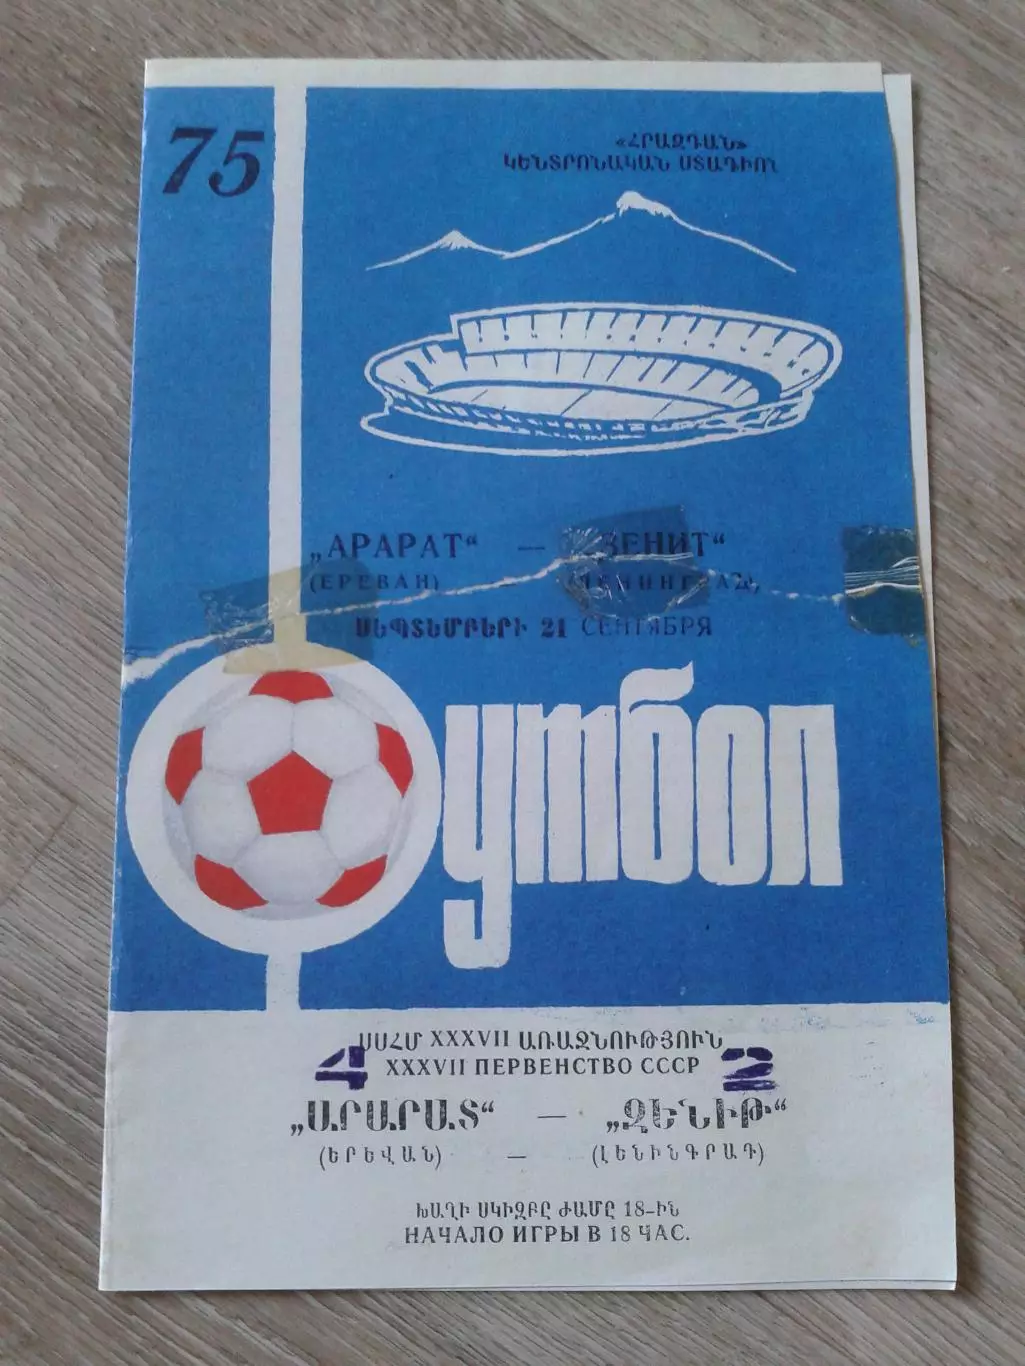 75
«ՀՐԱԶԴԱՆ»
ԿԵՆՏՐՈՆԱԿԱՆ ՍՏԱԴԻՈՆ
„АРАРАТ“ — „ЗЕНИТ“
(ЕРЕВАН) — (ЛЕНИНГРАД)
ՍԵՊՏԵՄԲԵՐԻ 21 СЕНТЯБРЯ
Футбол
ՍՍՀՄ XXXVII ԱՌԱՋՆՈՒԹՅՈՒՆ
4 XXXVII ПЕРВЕНСТВО СССР 2
„ԱՐԱՐԱՏ“ — „ԶԵՆԻԹ“
(ԵՐԵՎԱՆ) — (ԼԵՆԻՆԳՐԱԴ)
ԽԱՂԻ ՍԿԻԶԲԸ ԺԱՄԸ 18-ԻՆ
НАЧАЛО ИГРЫ В 18 ЧАС.